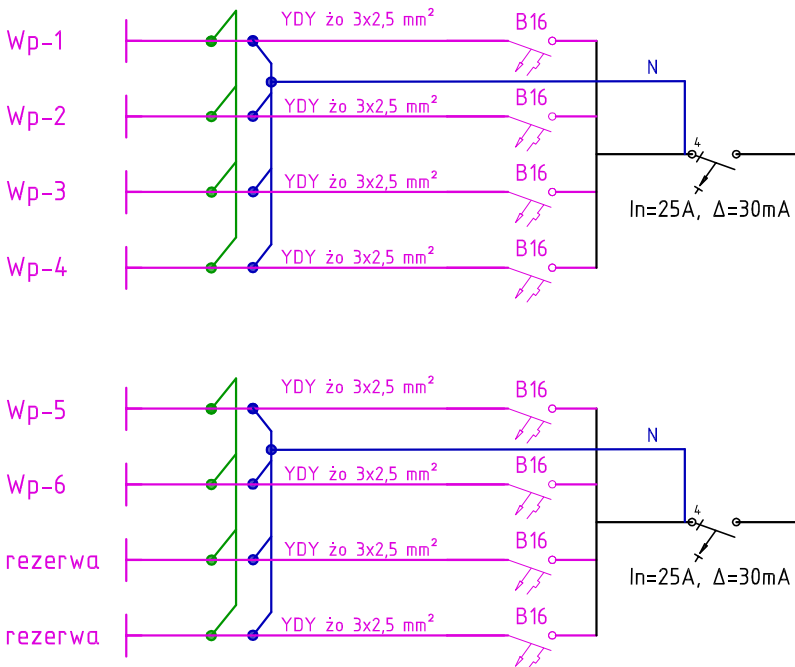 Wp-1 YDY żo 3x2,5 mm² B16
N
Wp-2 YDY żo 3x2,5 mm² B16
4
Wp-3 YDY żo 3x2,5 mm² B16
In=25A, Δ=30mA
Wp-4 YDY żo 3x2,5 mm² B16
Wp-5 YDY żo 3x2,5 mm² B16
N
Wp-6 YDY żo 3x2,5 mm² B16
4
rezerwa YDY żo 3x2,5 mm² B16
In=25A, Δ=30mA
rezerwa YDY żo 3x2,5 mm² B16